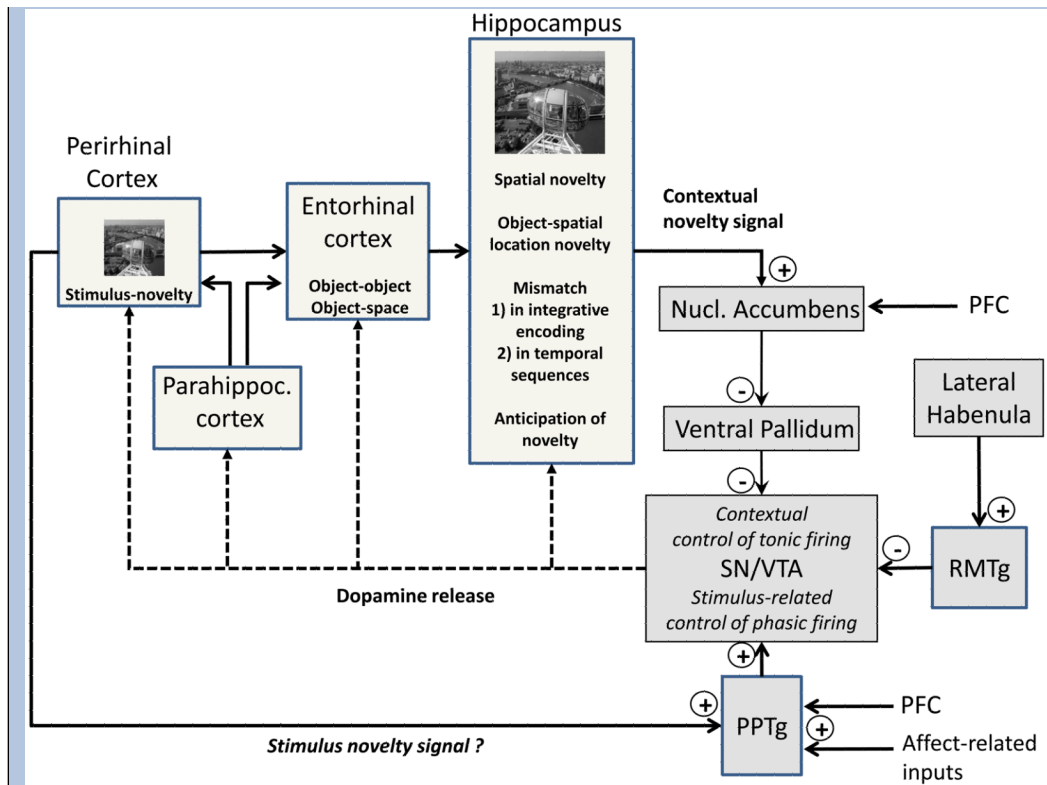 Hippocampus
Perirhinal
Cortex
Stimulus-novelty
Entorhinal
cortex
Object-object
Object-space
Parahippoc.
cortex
Spatial novelty
Object-spatial
location novelty
Mismatch
1) in integrative
encoding
2) in temporal
sequences
Anticipation of
novelty
Contextual
novelty signal
+
Nucl. Accumbens
PFC
-
Ventral Pallidum
-
Lateral
Habenula
+
RMTg
-
Contextual
control of tonic firing
SN/VTA
Stimulus-related
control of phasic firing
Dopamine release
+
+
PPTg
PFC
+
Affect-related
inputs
Stimulus novelty signal ?